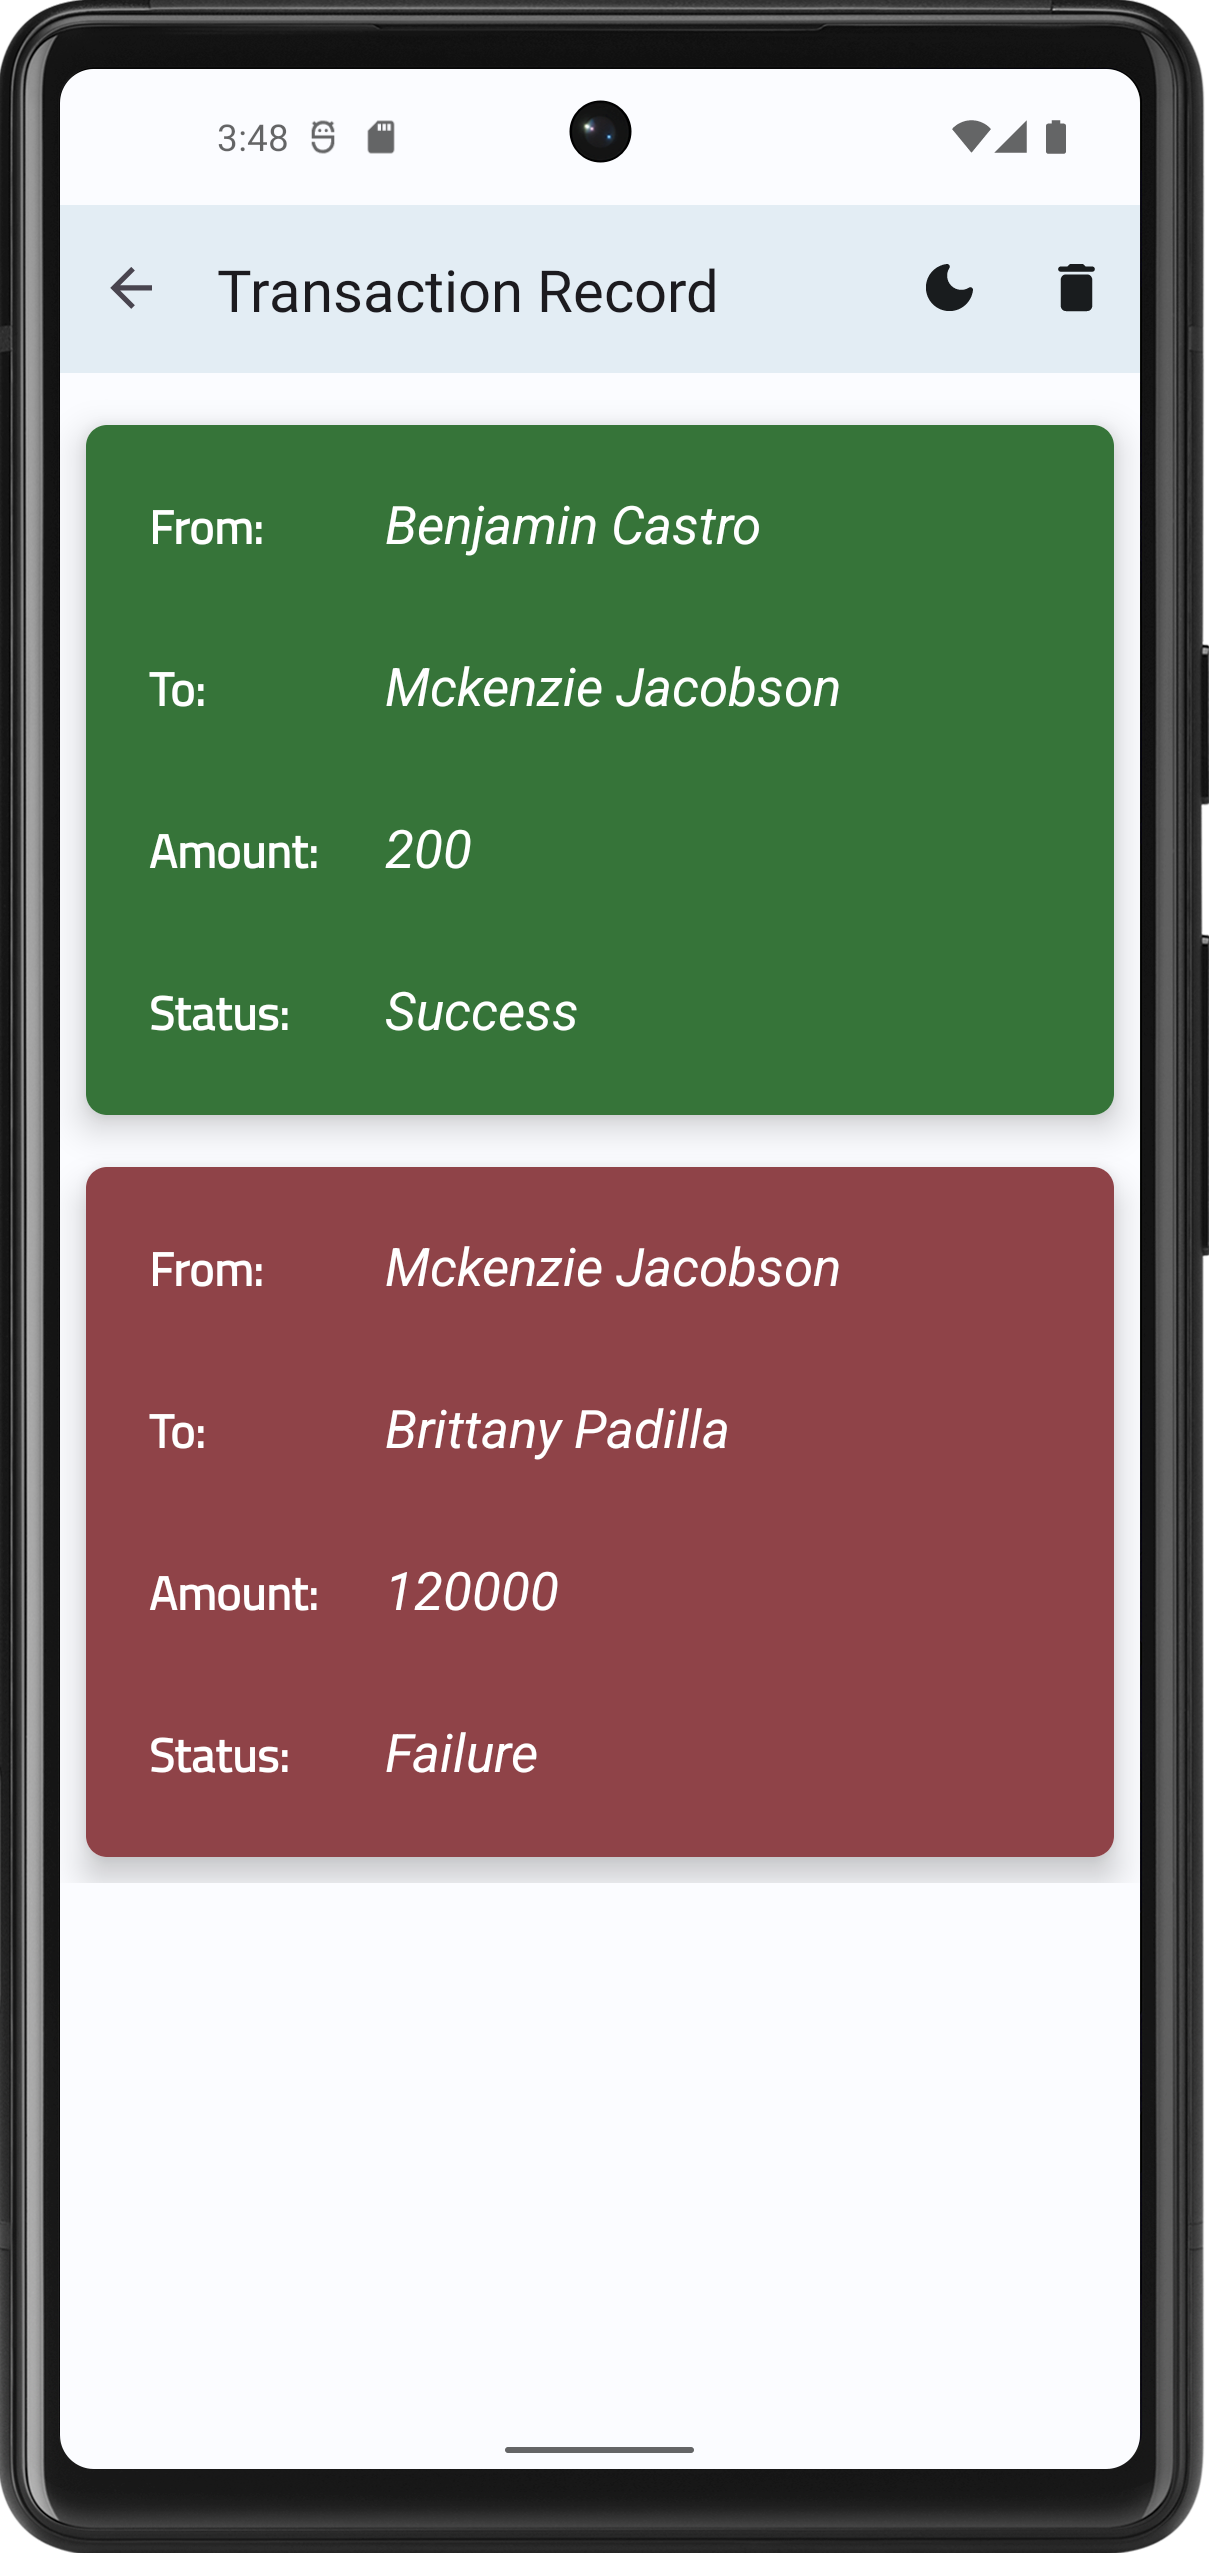 3:48
Transaction Record
From: Benjamin Castro
To: Mckenzie Jacobson
Amount: 200
Status: Success
From: Mckenzie Jacobson
To: Brittany Padilla
Amount: 120000
Status: Failure